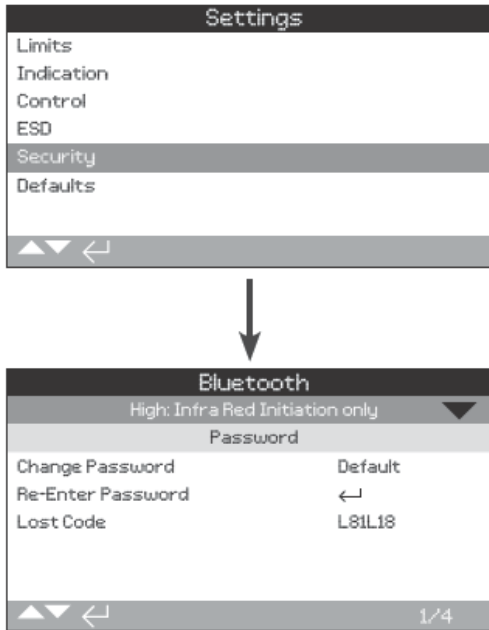 Settings
Limits
Indication
Control
ESD
Security
Defaults
Bluetooth
High: Infra Red Initiation only
Password
Change Password Default
Re-Enter Password
Lost Code L81L18
1/4